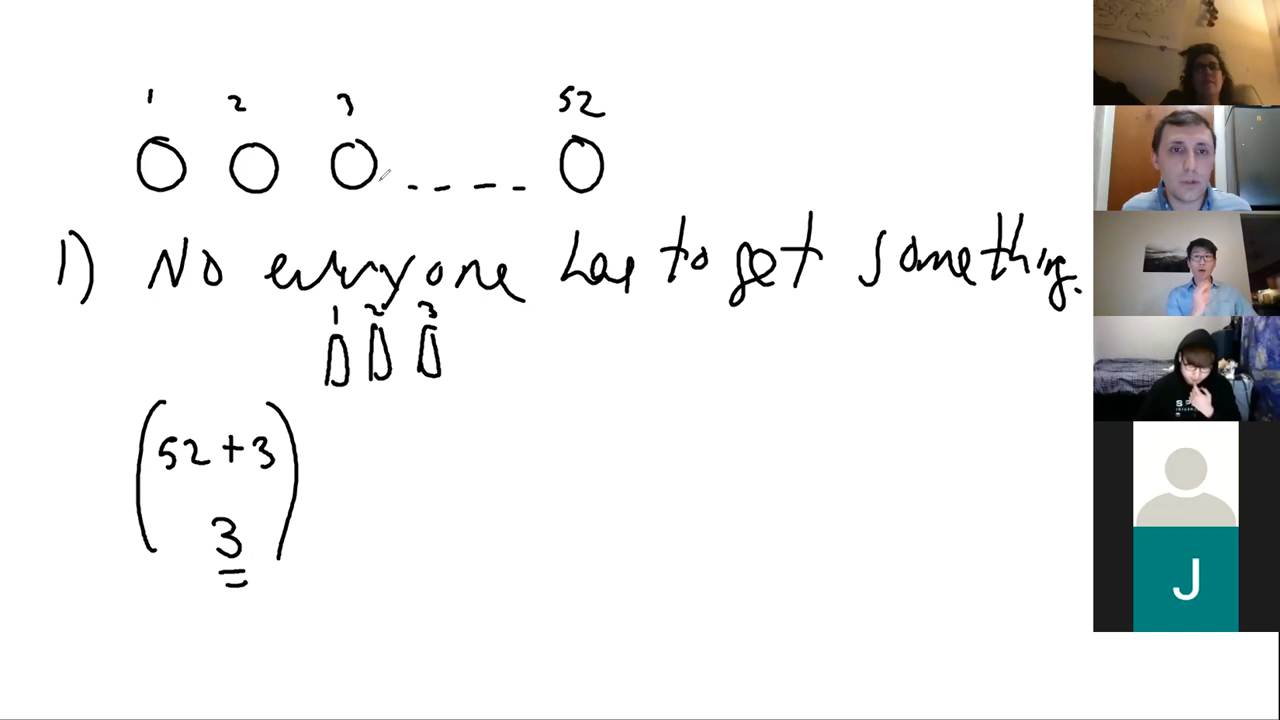 1 2 3 52
1) No everyone has to get something.
1 2 3
52 + 3
3
J